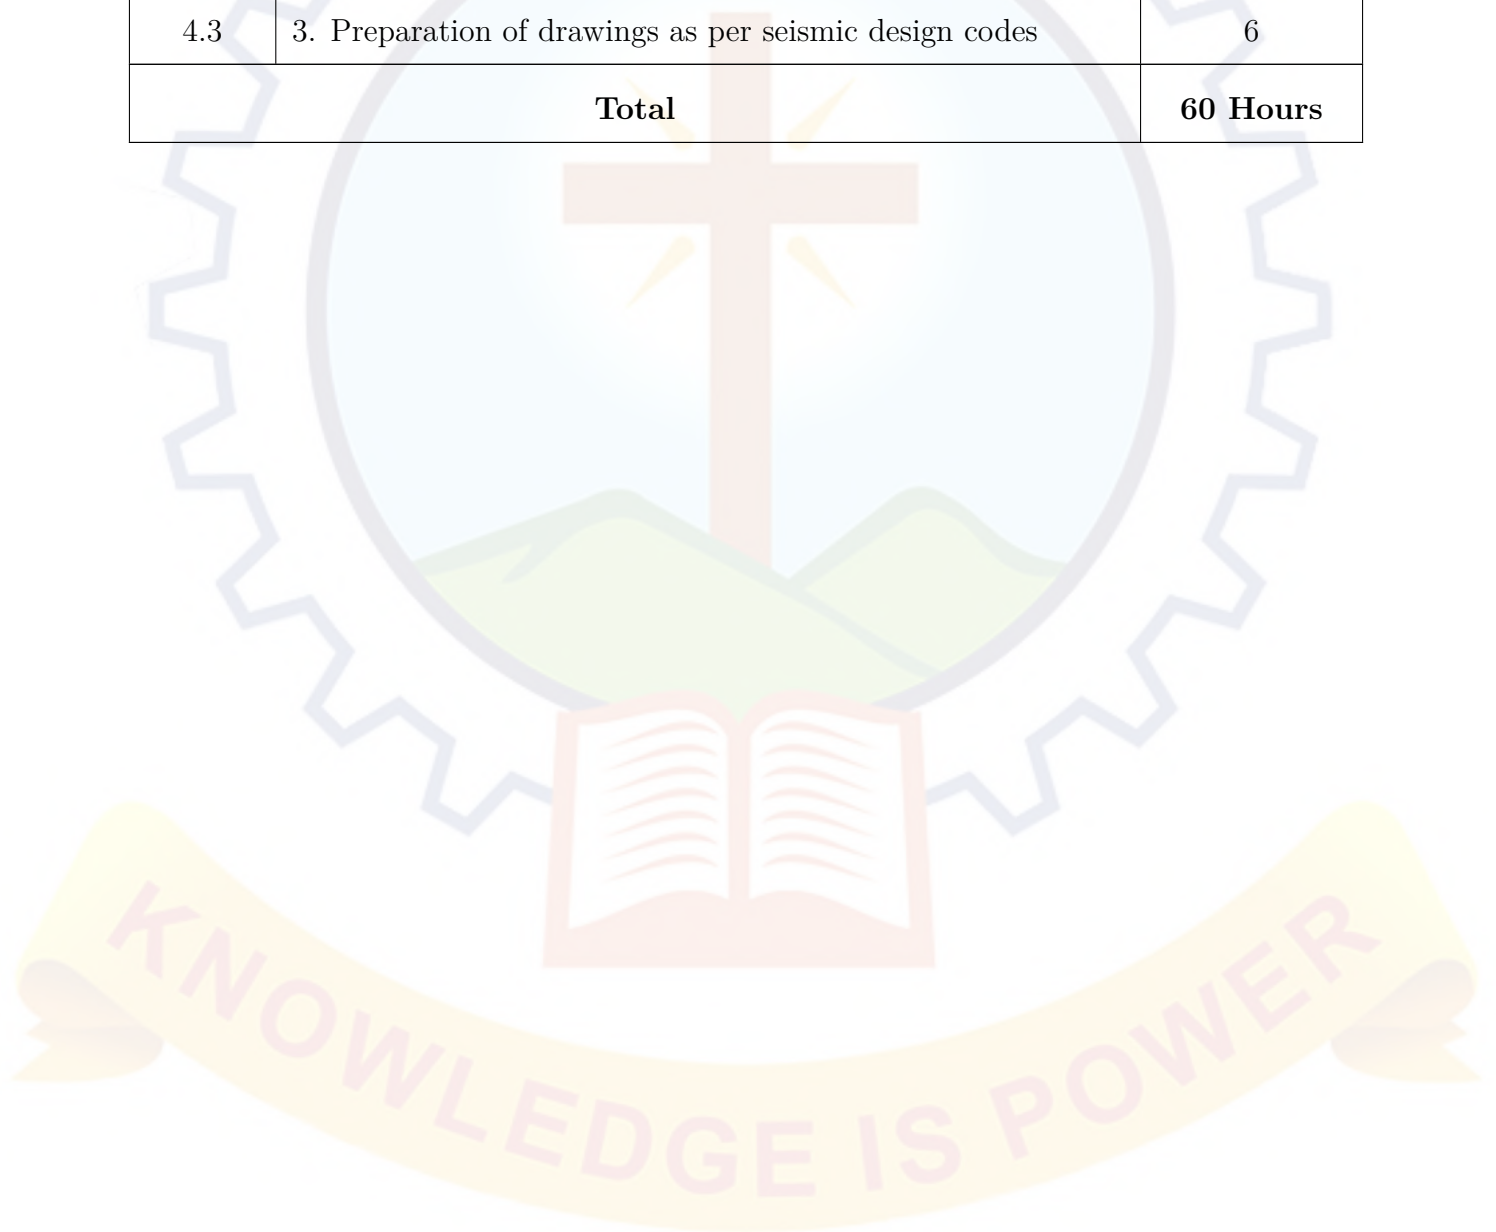 4.3 3. Preparation of drawings as per seismic design codes 6
Total 60 Hours
KNOWLEDGE IS POWER